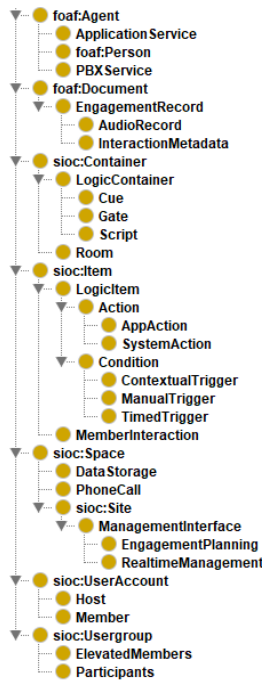 foaf:Agent
ApplicationService
foaf:Person
PBXService
foaf:Document
EngagementRecord
AudioRecord
InteractionMetadata
sioc:Container
LogicContainer
Cue
Gate
Script
Room
sioc:Item
LogicItem
Action
AppAction
SystemAction
Condition
ContextualTrigger
ManualTrigger
TimedTrigger
MemberInteraction
sioc:Space
DataStorage
PhoneCall
sioc:Site
ManagementInterface
EngagementPlanning
RealtimeManagement
sioc:UserAccount
Host
Member
sioc:Usergroup
ElevatedMembers
Participants